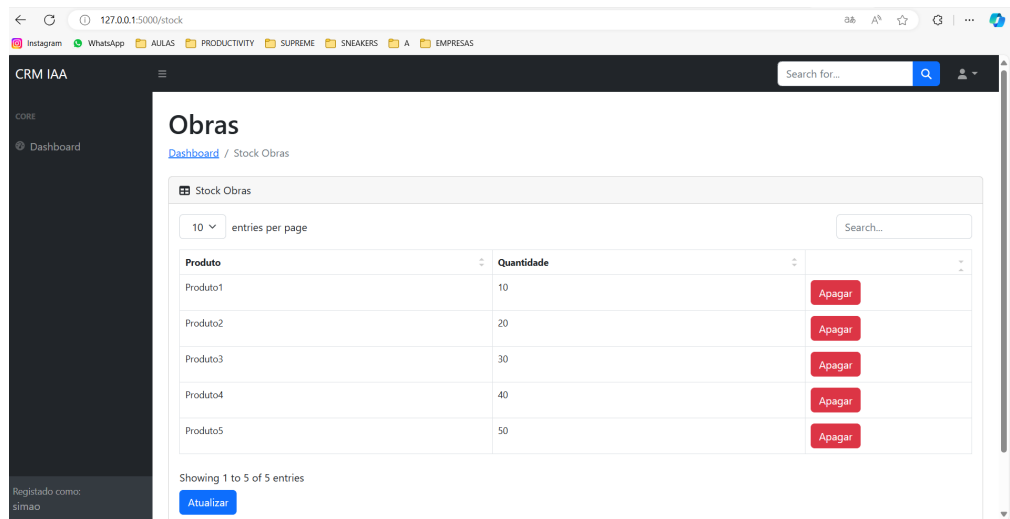 127.0.0.1:5000/stock
Instagram WhatsApp AULAS PRODUCTIVITY SUPREME SNEAKERS A EMPRESAS
CRM IAA Search for...
CORE
Dashboard
Obras
Dashboard / Stock Obras
Stock Obras
10 entries per page Search...
Produto Quantidade
Produto1 10 Apagar
Produto2 20 Apagar
Produto3 30 Apagar
Produto4 40 Apagar
Produto5 50 Apagar
Showing 1 to 5 of 5 entries
Atualizar
Registado como:
simao